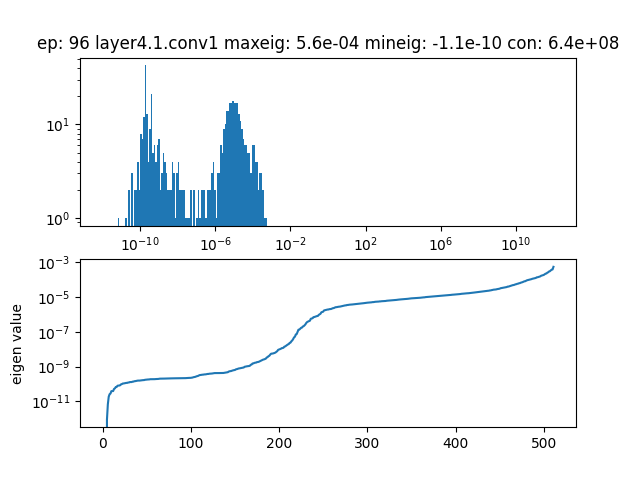 ep: 96 layer4.1.conv1 maxeig: 5.6e-04 mineig: -1.1e-10 con: 6.4e+08
10¹
10⁰
10⁻¹⁰ 10⁻⁶ 10⁻² 10² 10⁶ 10¹⁰
10⁻³
10⁻⁵
10⁻⁷
10⁻⁹
10⁻¹¹
eigen value
0 100 200 300 400 500